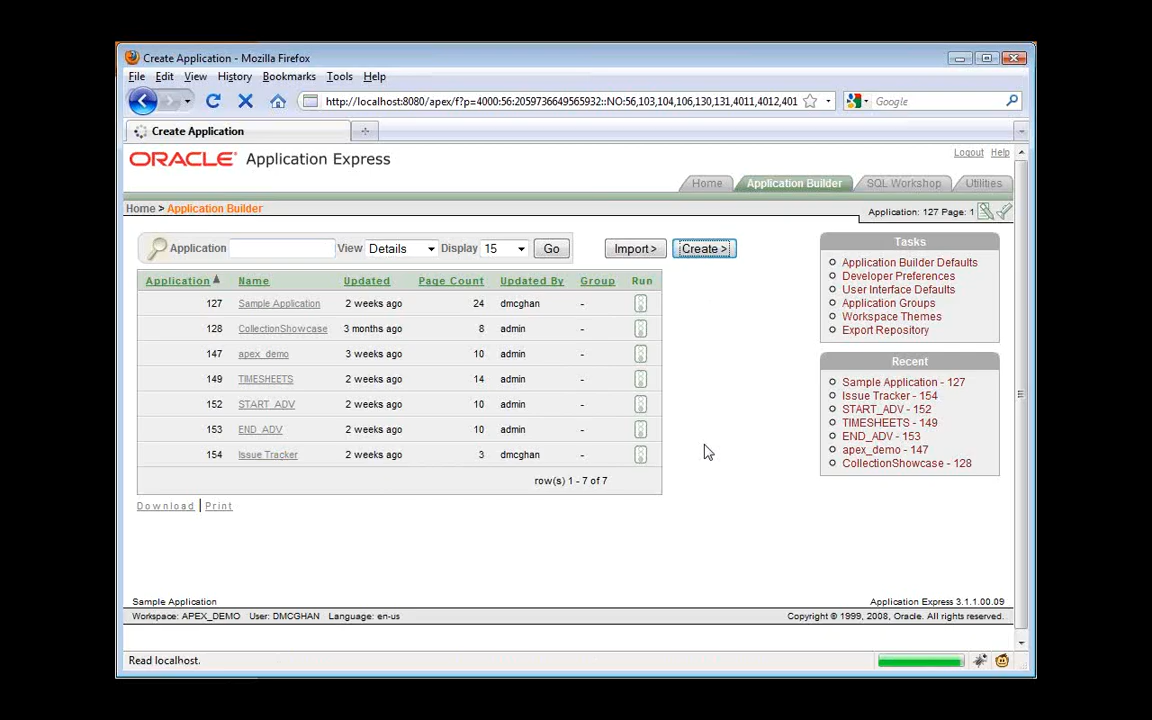 Create Application - Mozilla Firefox
File Edit View History Bookmarks Tools Help
http://localhost:8080/apex/f?p=4000:56:2059736649565932::NO:56,103,104,106,130,131,4011,4012,401 Google
Create Application
ORACLE Application Express Logout Help
Home Application Builder SQL Workshop Utilities
Home > Application Builder Application: 127 Page: 1
Application View Details Display 15 Go Import > Create >
Application Name Updated Page Count Updated By Group Run
127 Sample Application 2 weeks ago 24 dmcghan -
128 CollectionShowcase 3 months ago 8 admin -
147 apex_demo 3 weeks ago 10 admin -
149 TIMESHEETS 2 weeks ago 14 admin -
152 START_ADV 2 weeks ago 10 admin -
153 END_ADV 2 weeks ago 10 admin -
154 Issue Tracker 2 weeks ago 3 dmcghan -
row(s) 1 - 7 of 7
Download | Print
Tasks
Application Builder Defaults
Developer Preferences
User Interface Defaults
Application Groups
Workspace Themes
Export Repository
Recent
Sample Application - 127
Issue Tracker - 154
START_ADV - 152
TIMESHEETS - 149
END_ADV - 153
apex_demo - 147
CollectionShowcase - 128
Sample Application Application Express 3.1.1.00.09
Workspace: APEX_DEMO User: DMCGHAN Language: en-us Copyright © 1999, 2008, Oracle. All rights reserved.
Read localhost.